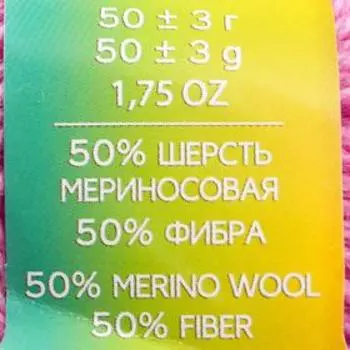 50 ± 3 г
50 ± 3 g
1,75 OZ
50% ШЕРСТЬ
МЕРИНОСОВАЯ
50% ФИБРА
50% MERINO WOOL
50% FIBER